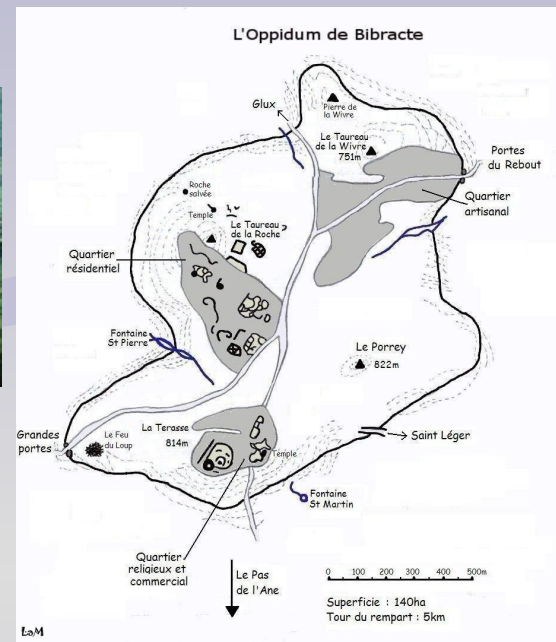 L'Oppidum de Bibracte
Glux
Pierre de
la Wivre
Le Taureau
de la Wivre
751m
Portes
du Rebout
Quartier
artisanal
Roche
salvée
Temple
Le Taureau
de la Roche
Quartier
résidentiel
Fontaine
St Pierre
Le Porrey
822m
Grandes
portes
Le Feu
du Loup
La Terasse
814m
Temple
Saint Léger
Fontaine
St Martin
Quartier
religieux et
commercial
Le Pas
de l'Ane
0 100 200 300 400 500m
Superficie : 140ha
Tour du rempart : 5km
LaM